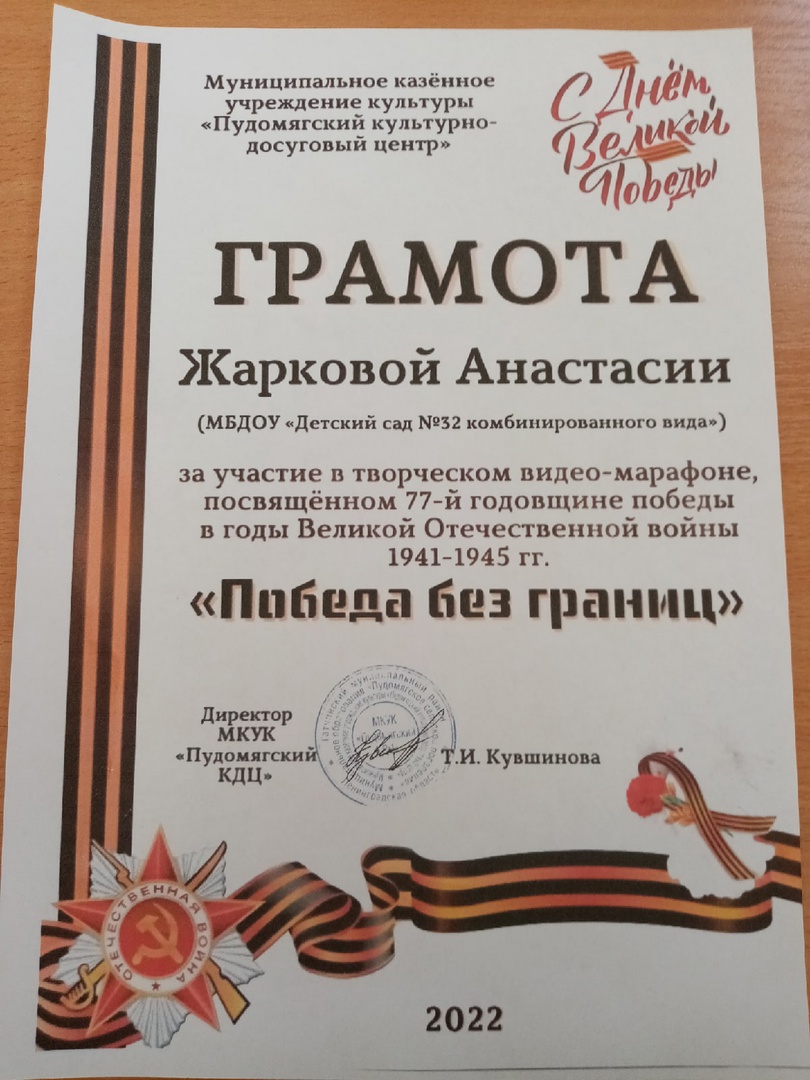 Муниципальное казённое
учреждение культуры
«Пудомягский культурно-
досуговый центр»
С Днём
Великой
Победы
ГРАМОТА
Жарковой Анастасии
(МБДОУ «Детский сад №32 комбинированного вида»)
за участие в творческом видео-марафоне,
посвящённом 77-й годовщине победы
в годы Великой Отечественной войны
1941-1945 гг.
«Победа без границ»
Директор
МКУК
«Пудомягский
КДЦ»
МКУК
Т.И. Кувшинова
ОТЕЧЕСТВЕННАЯ ВОЙНА
2022